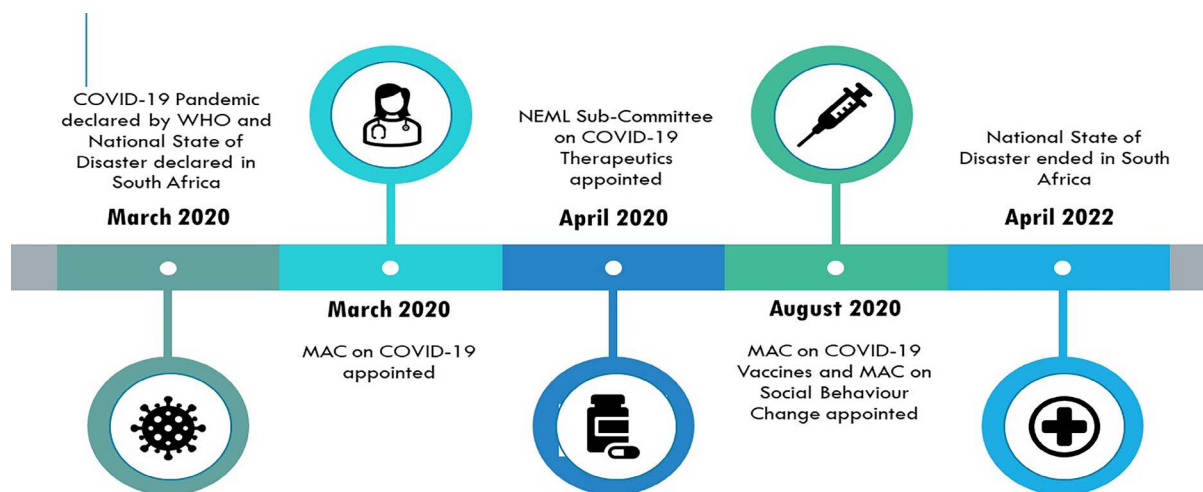 COVID-19 Pandemic
declared by WHO and
National State of
Disaster declared in
South Africa
March 2020
March 2020
MAC on COVID-19
appointed
NEML Sub-Committee
on COVID-19
Therapeutics
appointed
April 2020
August 2020
MAC on COVID-19
Vaccines and MAC on
Social Behaviour
Change appointed
National State of
Disaster ended in South
Africa
April 2022